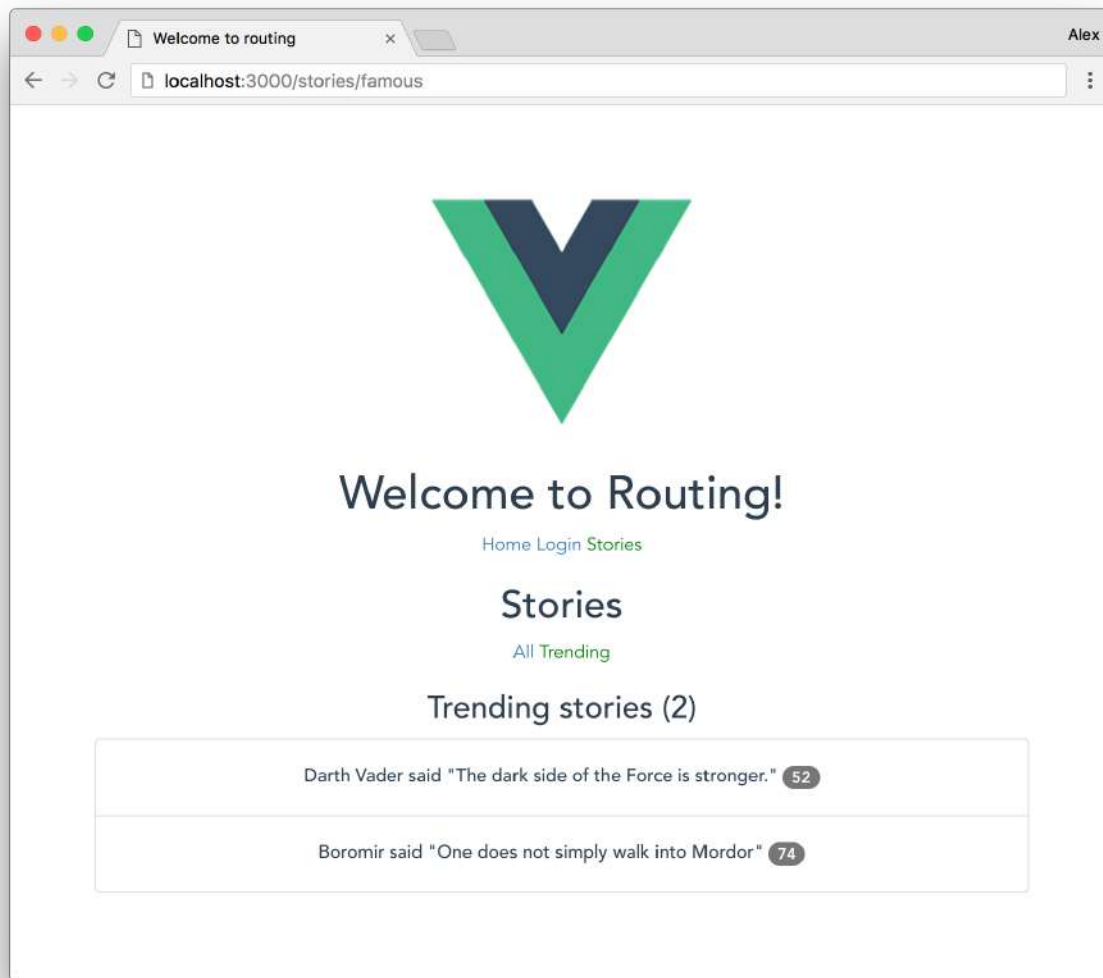 Welcome to routing
Alex
localhost:3000/stories/famous
Welcome to Routing!
Home Login Stories
Stories
All Trending
Trending stories (2)
Darth Vader said "The dark side of the Force is stronger." 52
Boromir said "One does not simply walk into Mordor" 74